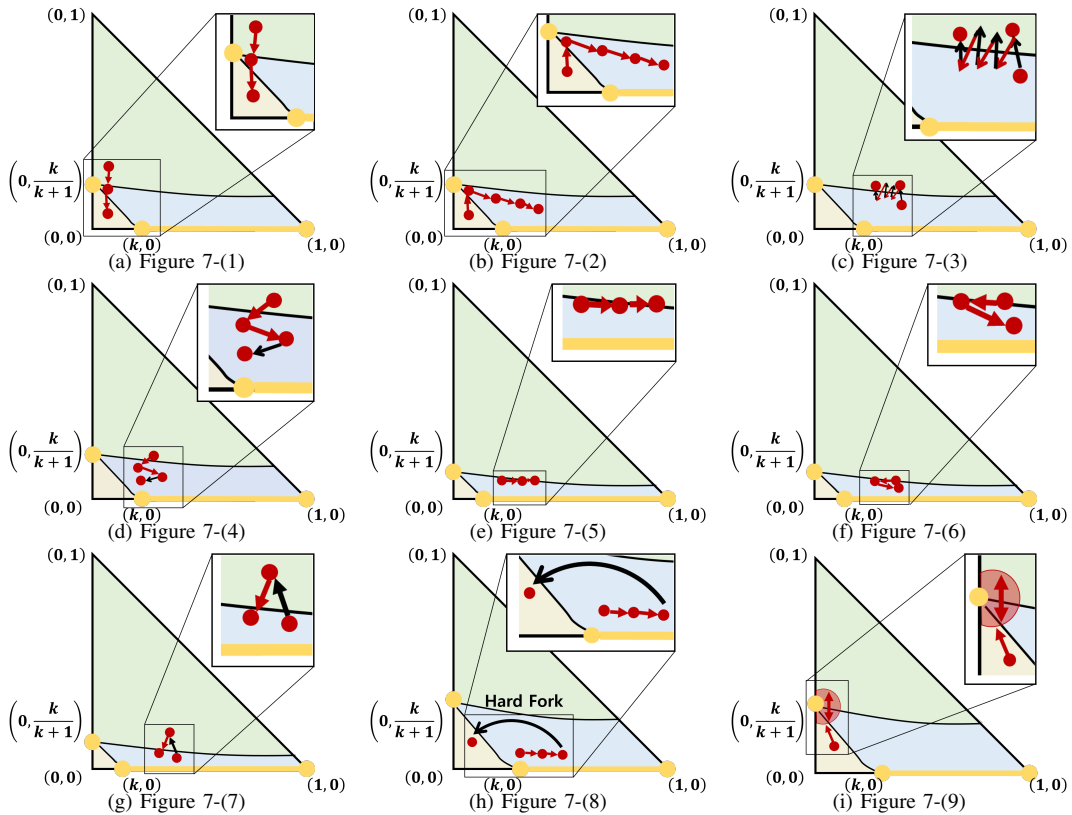 (0,1)
(0, k/(k+1))
(0,0)
(k,0)
(1,0)
(a) Figure 7-(1)
(0,1)
(0, k/(k+1))
(0,0)
(k,0)
(1,0)
(b) Figure 7-(2)
(0,1)
(0, k/(k+1))
(0,0)
(k,0)
(1,0)
(c) Figure 7-(3)
(0,1)
(0, k/(k+1))
(0,0)
(k,0)
(1,0)
(d) Figure 7-(4)
(0,1)
(0, k/(k+1))
(0,0)
(k,0)
(1,0)
(e) Figure 7-(5)
(0,1)
(0, k/(k+1))
(0,0)
(k,0)
(1,0)
(f) Figure 7-(6)
(0,1)
(0, k/(k+1))
(0,0)
(k,0)
(1,0)
(g) Figure 7-(7)
(0,1)
Hard Fork
(0, k/(k+1))
(0,0)
(k,0)
(1,0)
(h) Figure 7-(8)
(0,1)
(0, k/(k+1))
(0,0)
(k,0)
(1,0)
(i) Figure 7-(9)